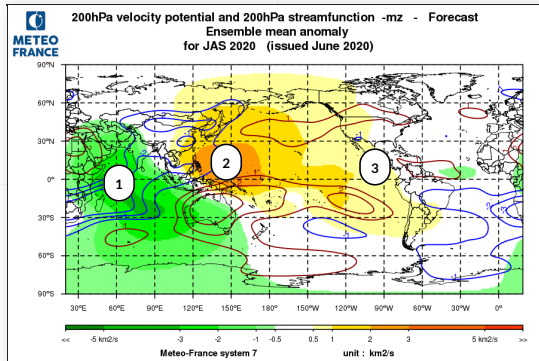 200hPa velocity potential and 200hPa streamfunction -mz - Forecast
Ensemble mean anomaly
for JAS 2020 (issued June 2020)
METEO
FRANCE
90°N
60°N
30°N
0°
30°S
60°S
90°S
1
2
3
30°E 60°E 90°E 120°E 150°E 180° 150°W 120°W 90°W 60°W 30°W 0°
<< -5 km2/s -3 -2 -1 -0.5 0.5 1 2 3 5 km2/s >>
Meteo-France system 7 unit : km2/s